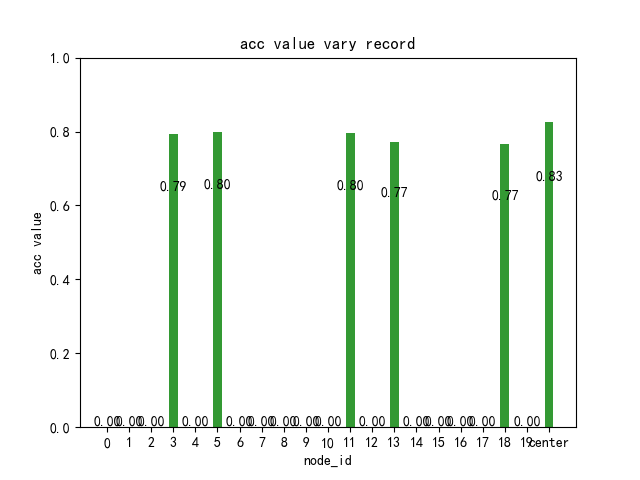 acc value vary record
acc value
1.0
0.8
0.6
0.4
0.2
0.0
0.00 0.00 0.00 0.79 0.00 0.80 0.00 0.00 0.00 0.00 0.00 0.80 0.00 0.77 0.00 0.00 0.00 0.00 0.77 0.00 0.83
0 1 2 3 4 5 6 7 8 9 10 11 12 13 14 15 16 17 18 19 center
node_id